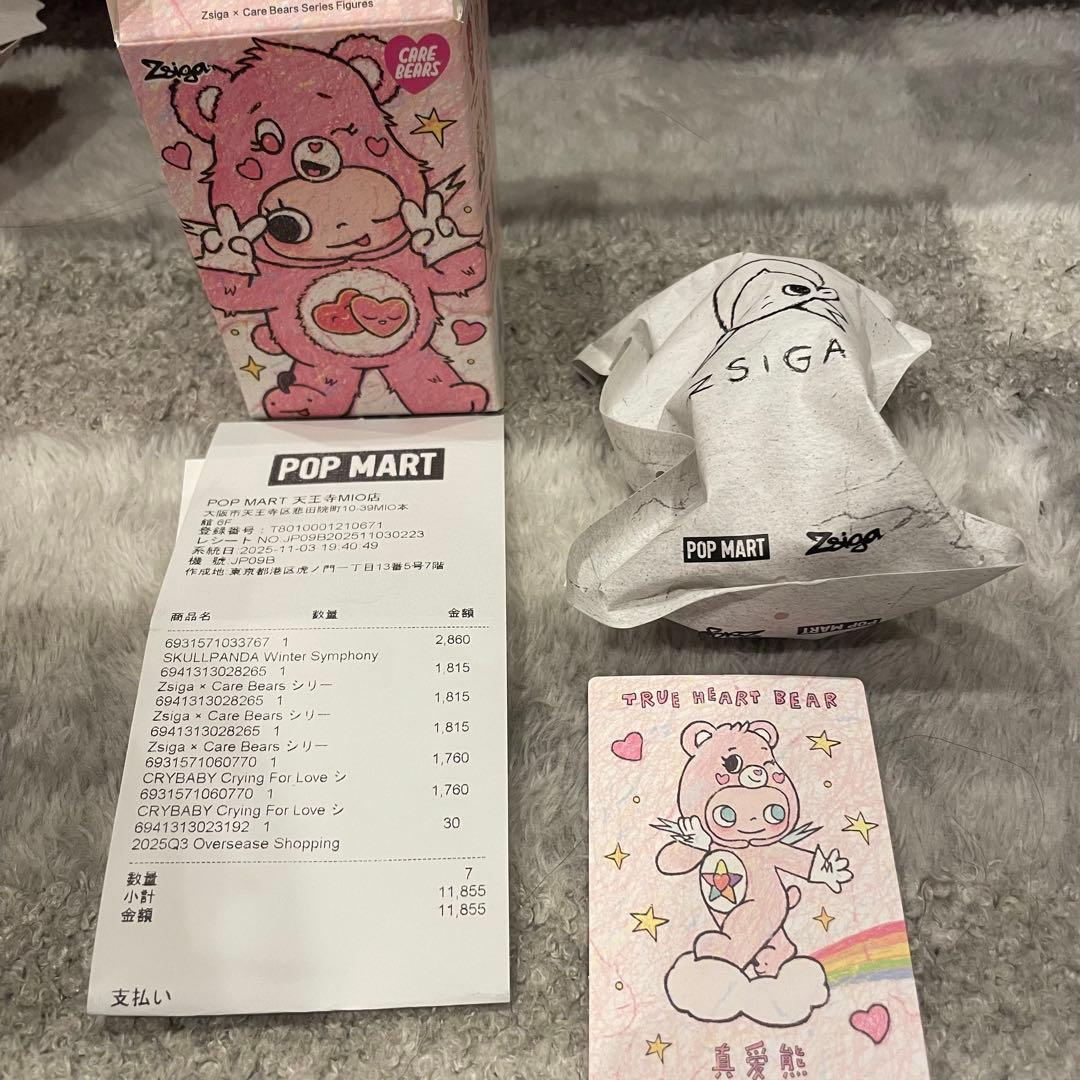 Zsiga × Care Bears Series Figures
Zsiga
CARE
BEARS
POP MART
POP MART 天王寺MIO店
大阪市天王寺区悲田院町10-39MIO本
館 6F
登録番号 : T8010001210671
レシート NO.JP09B202511030223
系統日:2025-11-03 19:40:49
機 號:JP09B
作成地:東京都港区虎ノ門一丁目13番5号7階
商品名 数量 金額
6931571033767 1 2,860
SKULLPANDA Winter Symphony
6941313028265 1 1,815
Zsiga × Care Bears シリー
6941313028265 1 1,815
Zsiga × Care Bears シリー
6941313028265 1 1,815
Zsiga × Care Bears シリー
6931571060770 1 1,760
CRYBABY Crying For Love シ
6931571060770 1 1,760
CRYBABY Crying For Love シ
6941313023192 1 30
2025Q3 Oversease Shopping
数量 7
小計 11,855
金額 11,855
支払い
ZSIGA
POP MART Zsiga
Zsiga POP MART
TRUE HEART BEAR
真愛熊